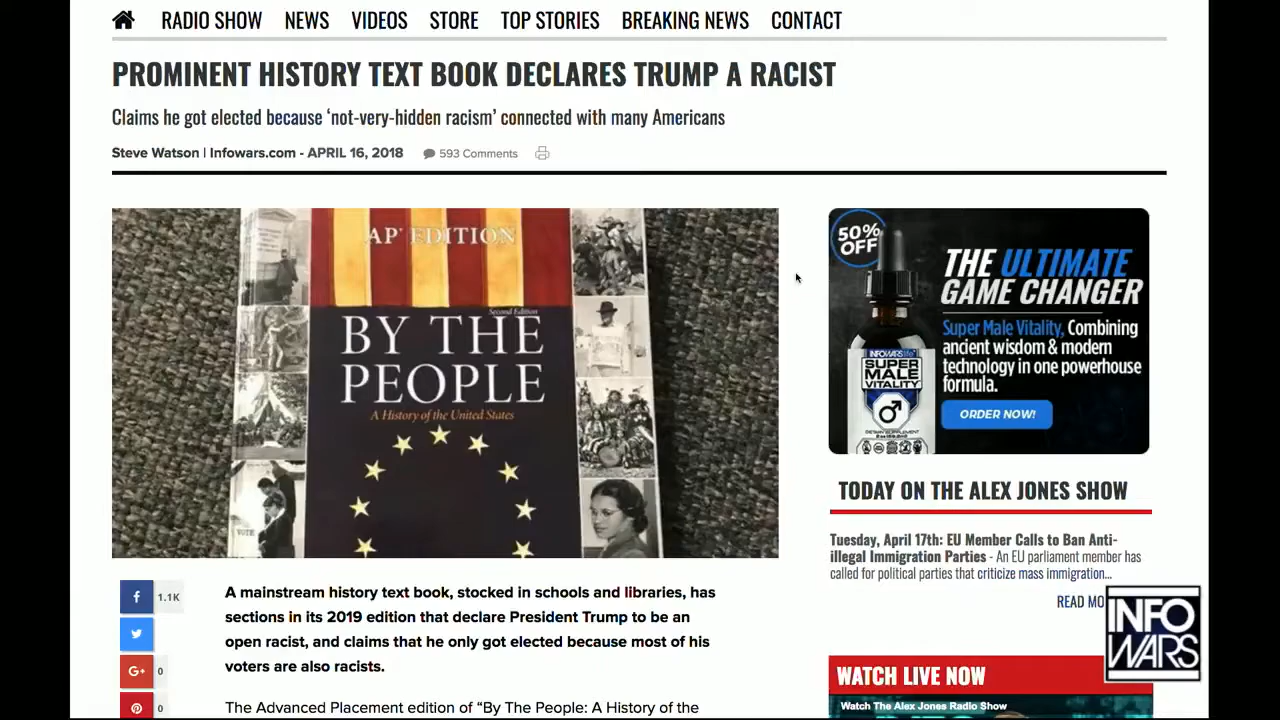 RADIO SHOW NEWS VIDEOS STORE TOP STORIES BREAKING NEWS CONTACT
PROMINENT HISTORY TEXT BOOK DECLARES TRUMP A RACIST
Claims he got elected because ‘not-very-hidden racism’ connected with many Americans
Steve Watson | Infowars.com - APRIL 16, 2018 593 Comments
AP® EDITION
Second Edition
BY THE
PEOPLE
A History of the United States
VOTE
50%
OFF
THE ULTIMATE
GAME CHANGER
Super Male Vitality, Combining
ancient wisdom & modern
technology in one powerhouse
formula.
ORDER NOW!
INFOWARS life
SUPER
MALE
VITALITY
DIETARY SUPPLEMENT
TODAY ON THE ALEX JONES SHOW
Tuesday, April 17th: EU Member Calls to Ban Anti-
illegal Immigration Parties - An EU parliament member has
called for political parties that criticize mass immigration...
READ MO
INFO
WARS
WATCH LIVE NOW
Watch The Alex Jones Radio Show
f 1.1K
G+ 0
0
A mainstream history text book, stocked in schools and libraries, has
sections in its 2019 edition that declare President Trump to be an
open racist, and claims that he only got elected because most of his
voters are also racists.
The Advanced Placement edition of “By The People: A History of the